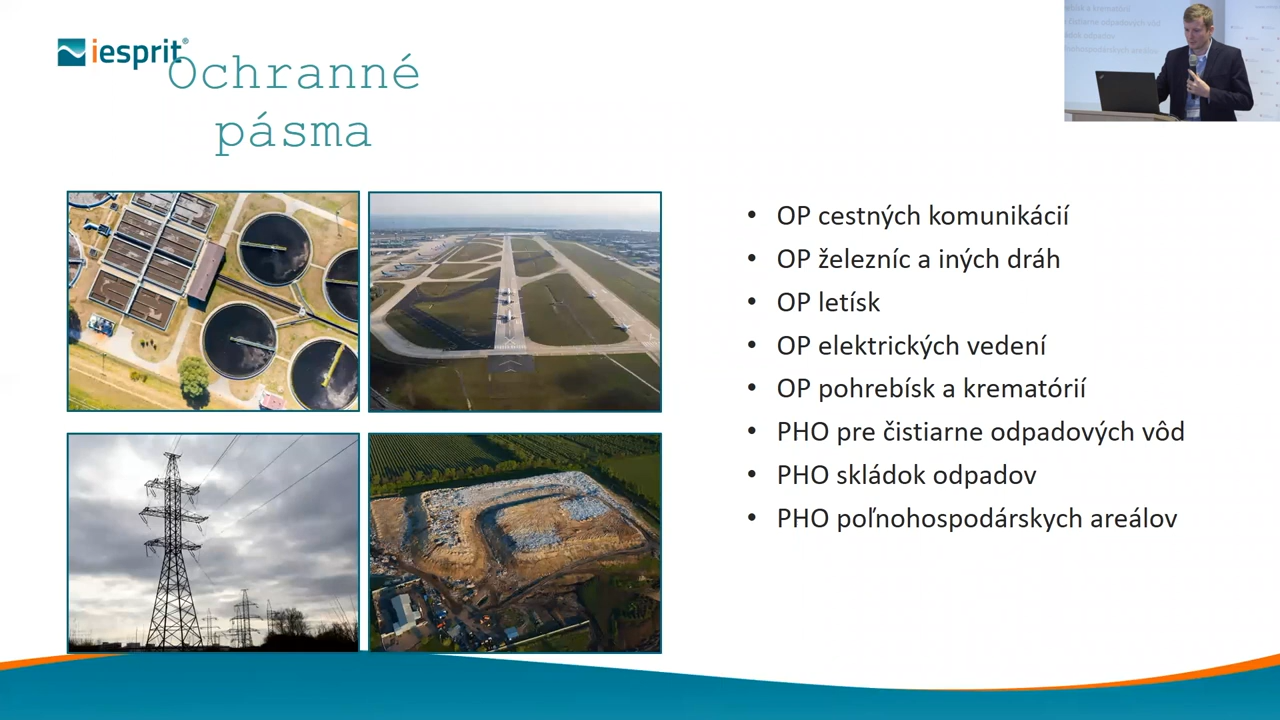 iesprit®
Ochranné
pásma
• OP cestných komunikácií
• OP železníc a iných dráh
• OP letísk
• OP elektrických vedení
• OP pohrebísk a krematórií
• PHO pre čistiarne odpadových vôd
• PHO skládok odpadov
• PHO poľnohospodárskych areálov